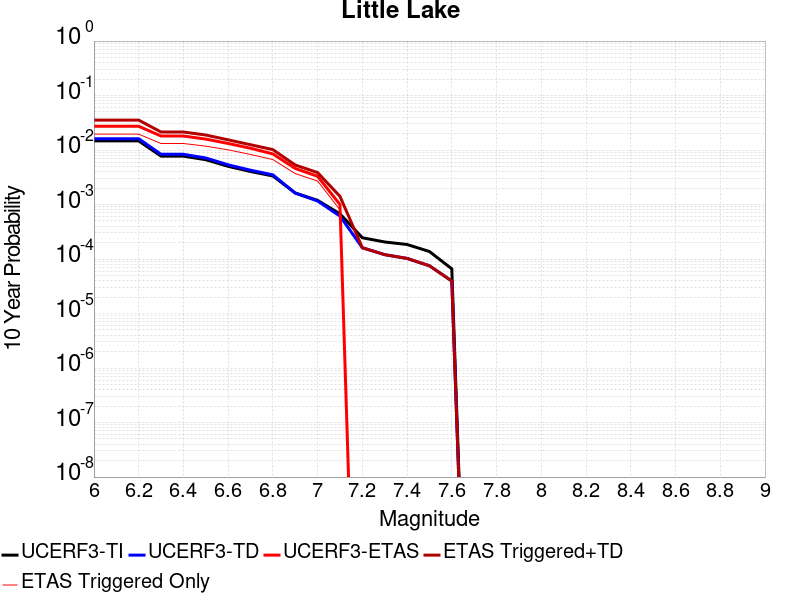 Little Lake
10^0
10^-1
10^-2
10^-3
10^-4
10^-5
10^-6
10^-7
10^-8
10 Year Probability
6 6.2 6.4 6.6 6.8 7 7.2 7.4 7.6 7.8 8 8.2 8.4 8.6 8.8 9
Magnitude
UCERF3-TI UCERF3-TD UCERF3-ETAS ETAS Triggered+TD
ETAS Triggered Only